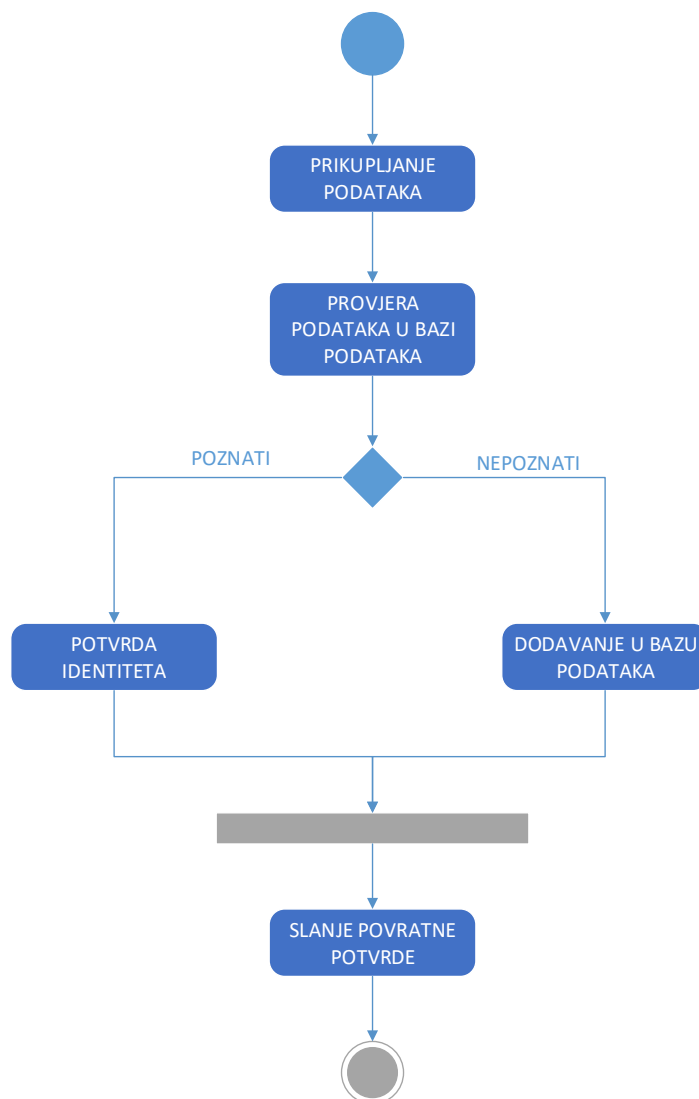 PRIKUPLJANJE
PODATAKA
PROVJERA
PODATAKA U BAZI
PODATAKA
POZNATI
NEPOZNATI
POTVRDA
IDENTITETA
DODAVANJE U BAZU
PODATAKA
SLANJE POVRATNE
POTVRDE